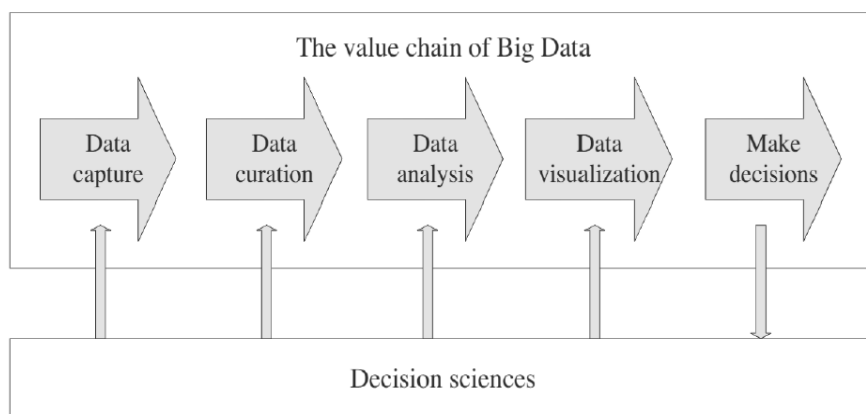 The value chain of Big Data
Data
capture
Data
curation
Data
analysis
Data
visualization
Make
decisions
Decision sciences